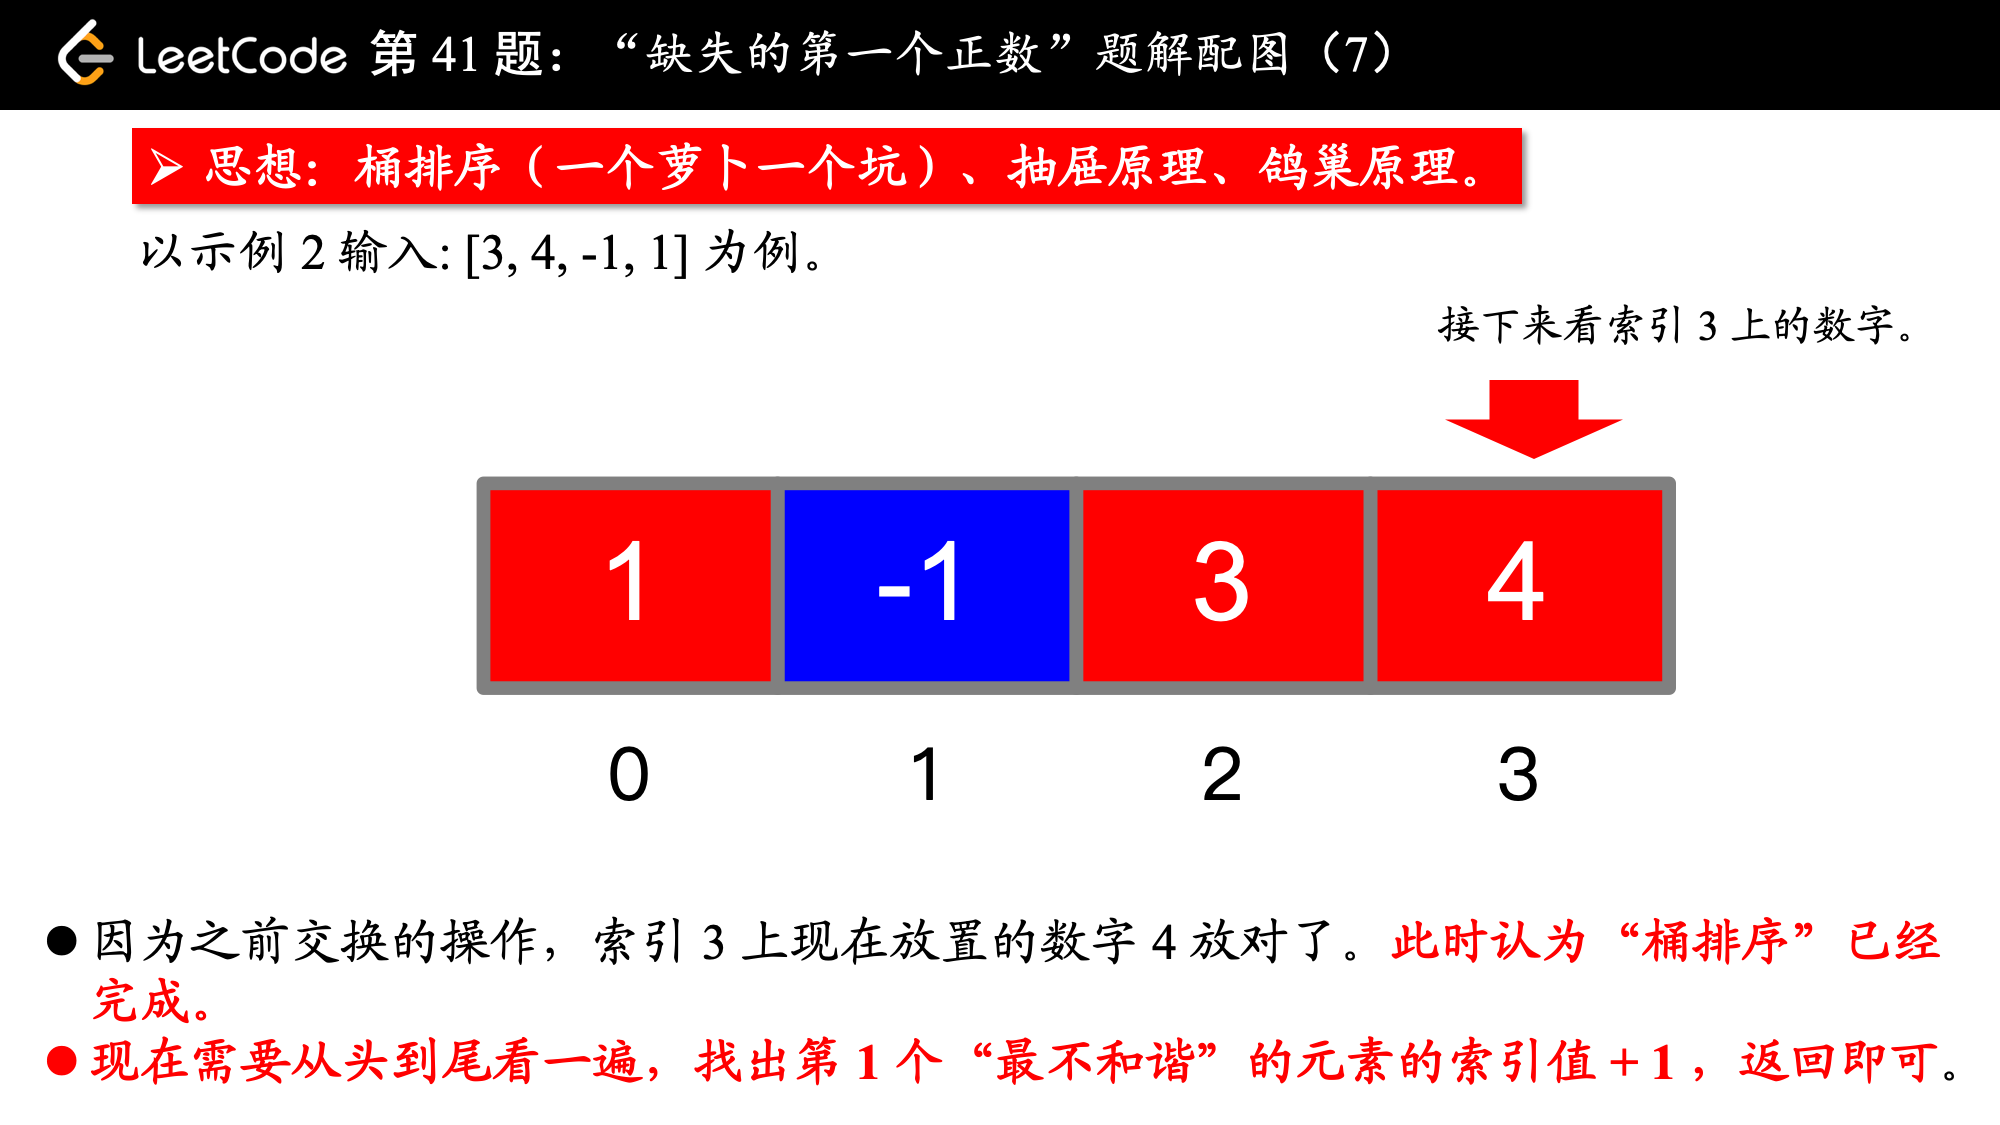 LeetCode 第 41 题：“缺失的第一个正数”题解配图（7）
➢ 思想：桶排序（一个萝卜一个坑）、抽屉原理、鸽巢原理。
以示例 2 输入: [3, 4, -1, 1] 为例。
接下来看索引 3 上的数字。
1 -1 3 4
0 1 2 3
● 因为之前交换的操作，索引 3 上现在放置的数字 4 放对了。此时认为“桶排序”已经
完成。
● 现在需要从头到尾看一遍，找出第 1 个“最不和谐”的元素的索引值 + 1 ，返回即可。